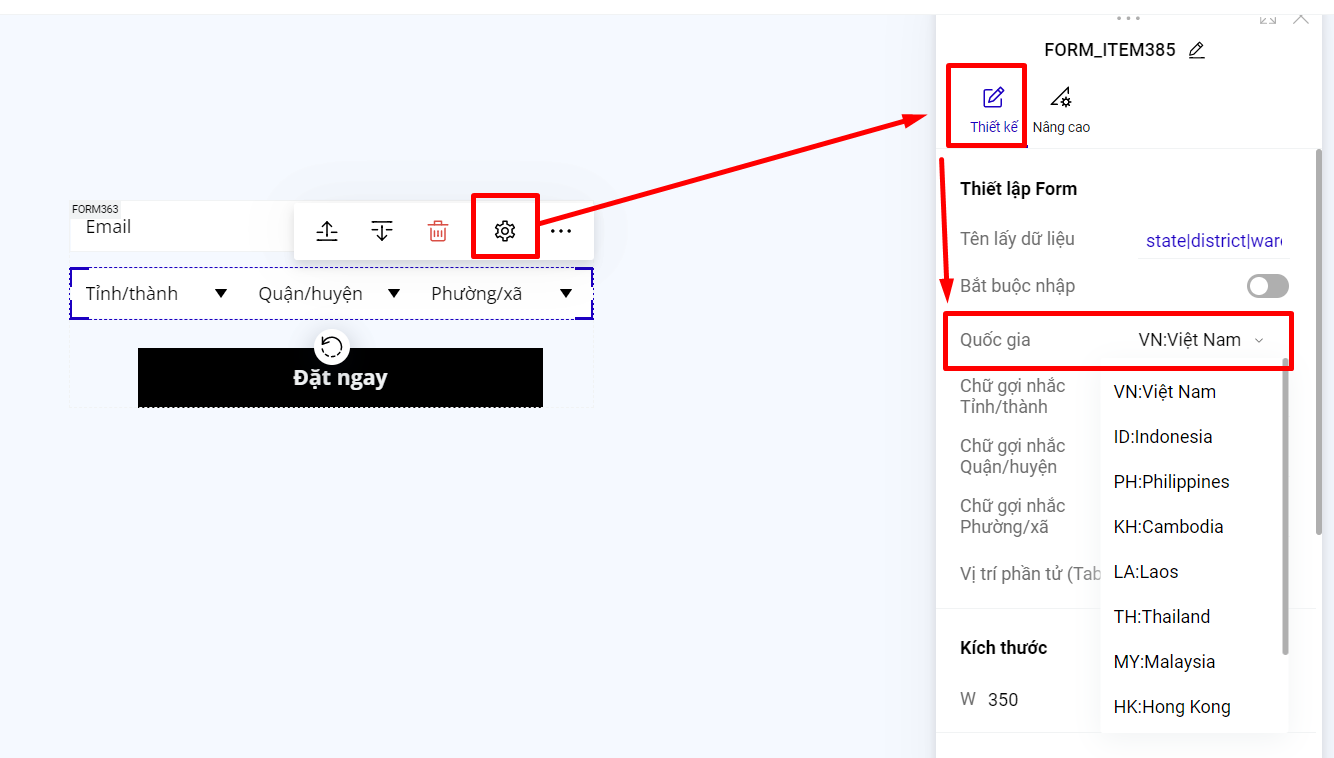 FORM_ITEM385
Thiết kế
Nâng cao
Thiết lập Form
Tên lấy dữ liệu
state|district|ward
Bắt buộc nhập
Quốc gia
VN:Việt Nam
Chữ gợi nhắc
Tỉnh/thành
Chữ gợi nhắc
Quận/huyện
Chữ gợi nhắc
Phường/xã
Vị trí phần tử (Tab
VN:Việt Nam
ID:Indonesia
PH:Philippines
KH:Cambodia
LA:Laos
TH:Thailand
MY:Malaysia
HK:Hong Kong
Kích thước
W 350
FORM363
Email
Tỉnh/thành
Quận/huyện
Phường/xã
Đặt ngay